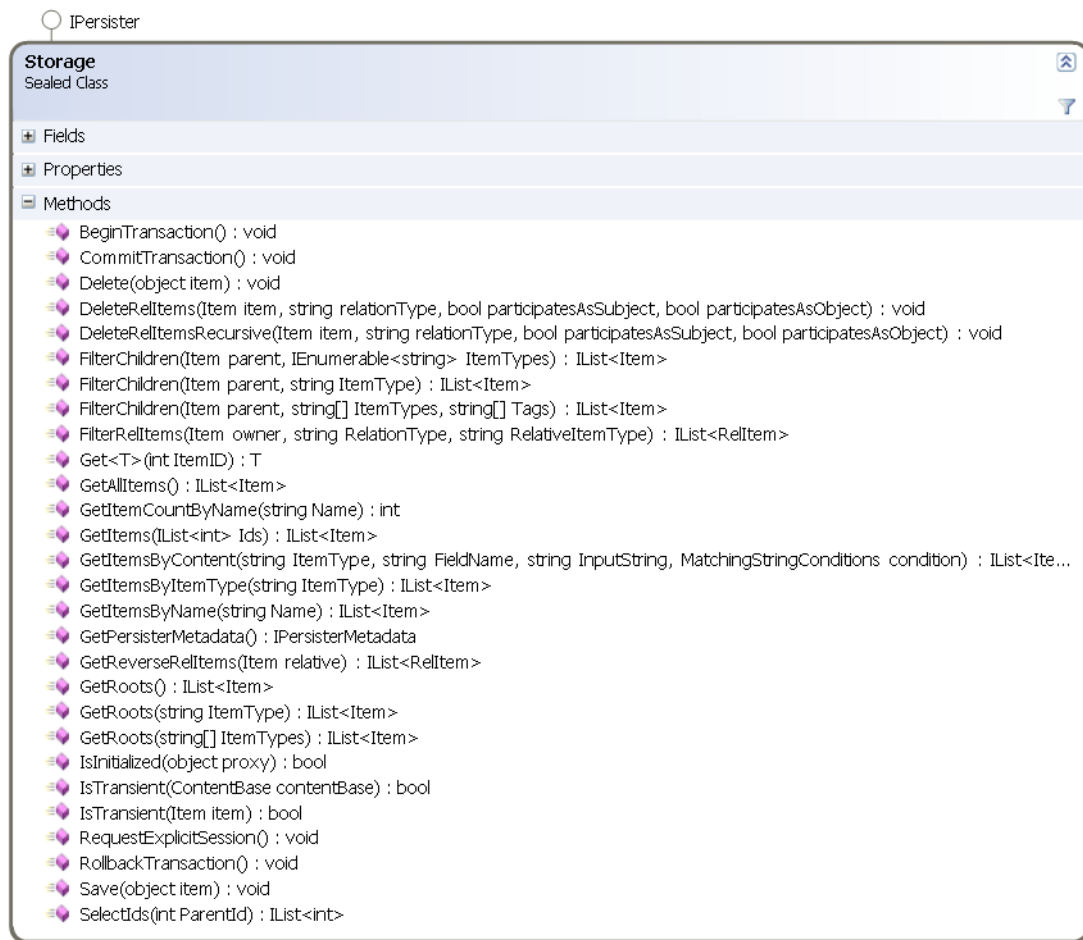 IPersister
Storage
Sealed Class
Fields
Properties
Methods
BeginTransaction() : void
CommitTransaction() : void
Delete(object item) : void
DeleteRelItems(Item item, string relationType, bool participatesAsSubject, bool participatesAsObject) : void
DeleteRelItemsRecursive(Item item, string relationType, bool participatesAsSubject, bool participatesAsObject) : void
FilterChildren(Item parent, IEnumerable<string> ItemTypes) : IList<Item>
FilterChildren(Item parent, string ItemType) : IList<Item>
FilterChildren(Item parent, string[] ItemTypes, string[] Tags) : IList<Item>
FilterRelItems(Item owner, string RelationType, string RelativeItemType) : IList<RelItem>
Get<T>(int ItemID) : T
GetAllItems() : IList<Item>
GetItemCountByName(string Name) : int
GetItems(IList<int> Ids) : IList<Item>
GetItemsByContent(string ItemType, string FieldName, string InputString, MatchingStringConditions condition) : IList<Ite...
GetItemsByItemType(string ItemType) : IList<Item>
GetItemsByName(string Name) : IList<Item>
GetPersisterMetadata() : IPersisterMetadata
GetReverseRelItems(Item relative) : IList<RelItem>
GetRoots() : IList<Item>
GetRoots(string ItemType) : IList<Item>
GetRoots(string[] ItemTypes) : IList<Item>
IsInitialized(object proxy) : bool
IsTransient(ContentBase contentBase) : bool
IsTransient(Item item) : bool
RequestExplicitSession() : void
RollbackTransaction() : void
Save(object item) : void
SelectIds(int ParentId) : IList<int>